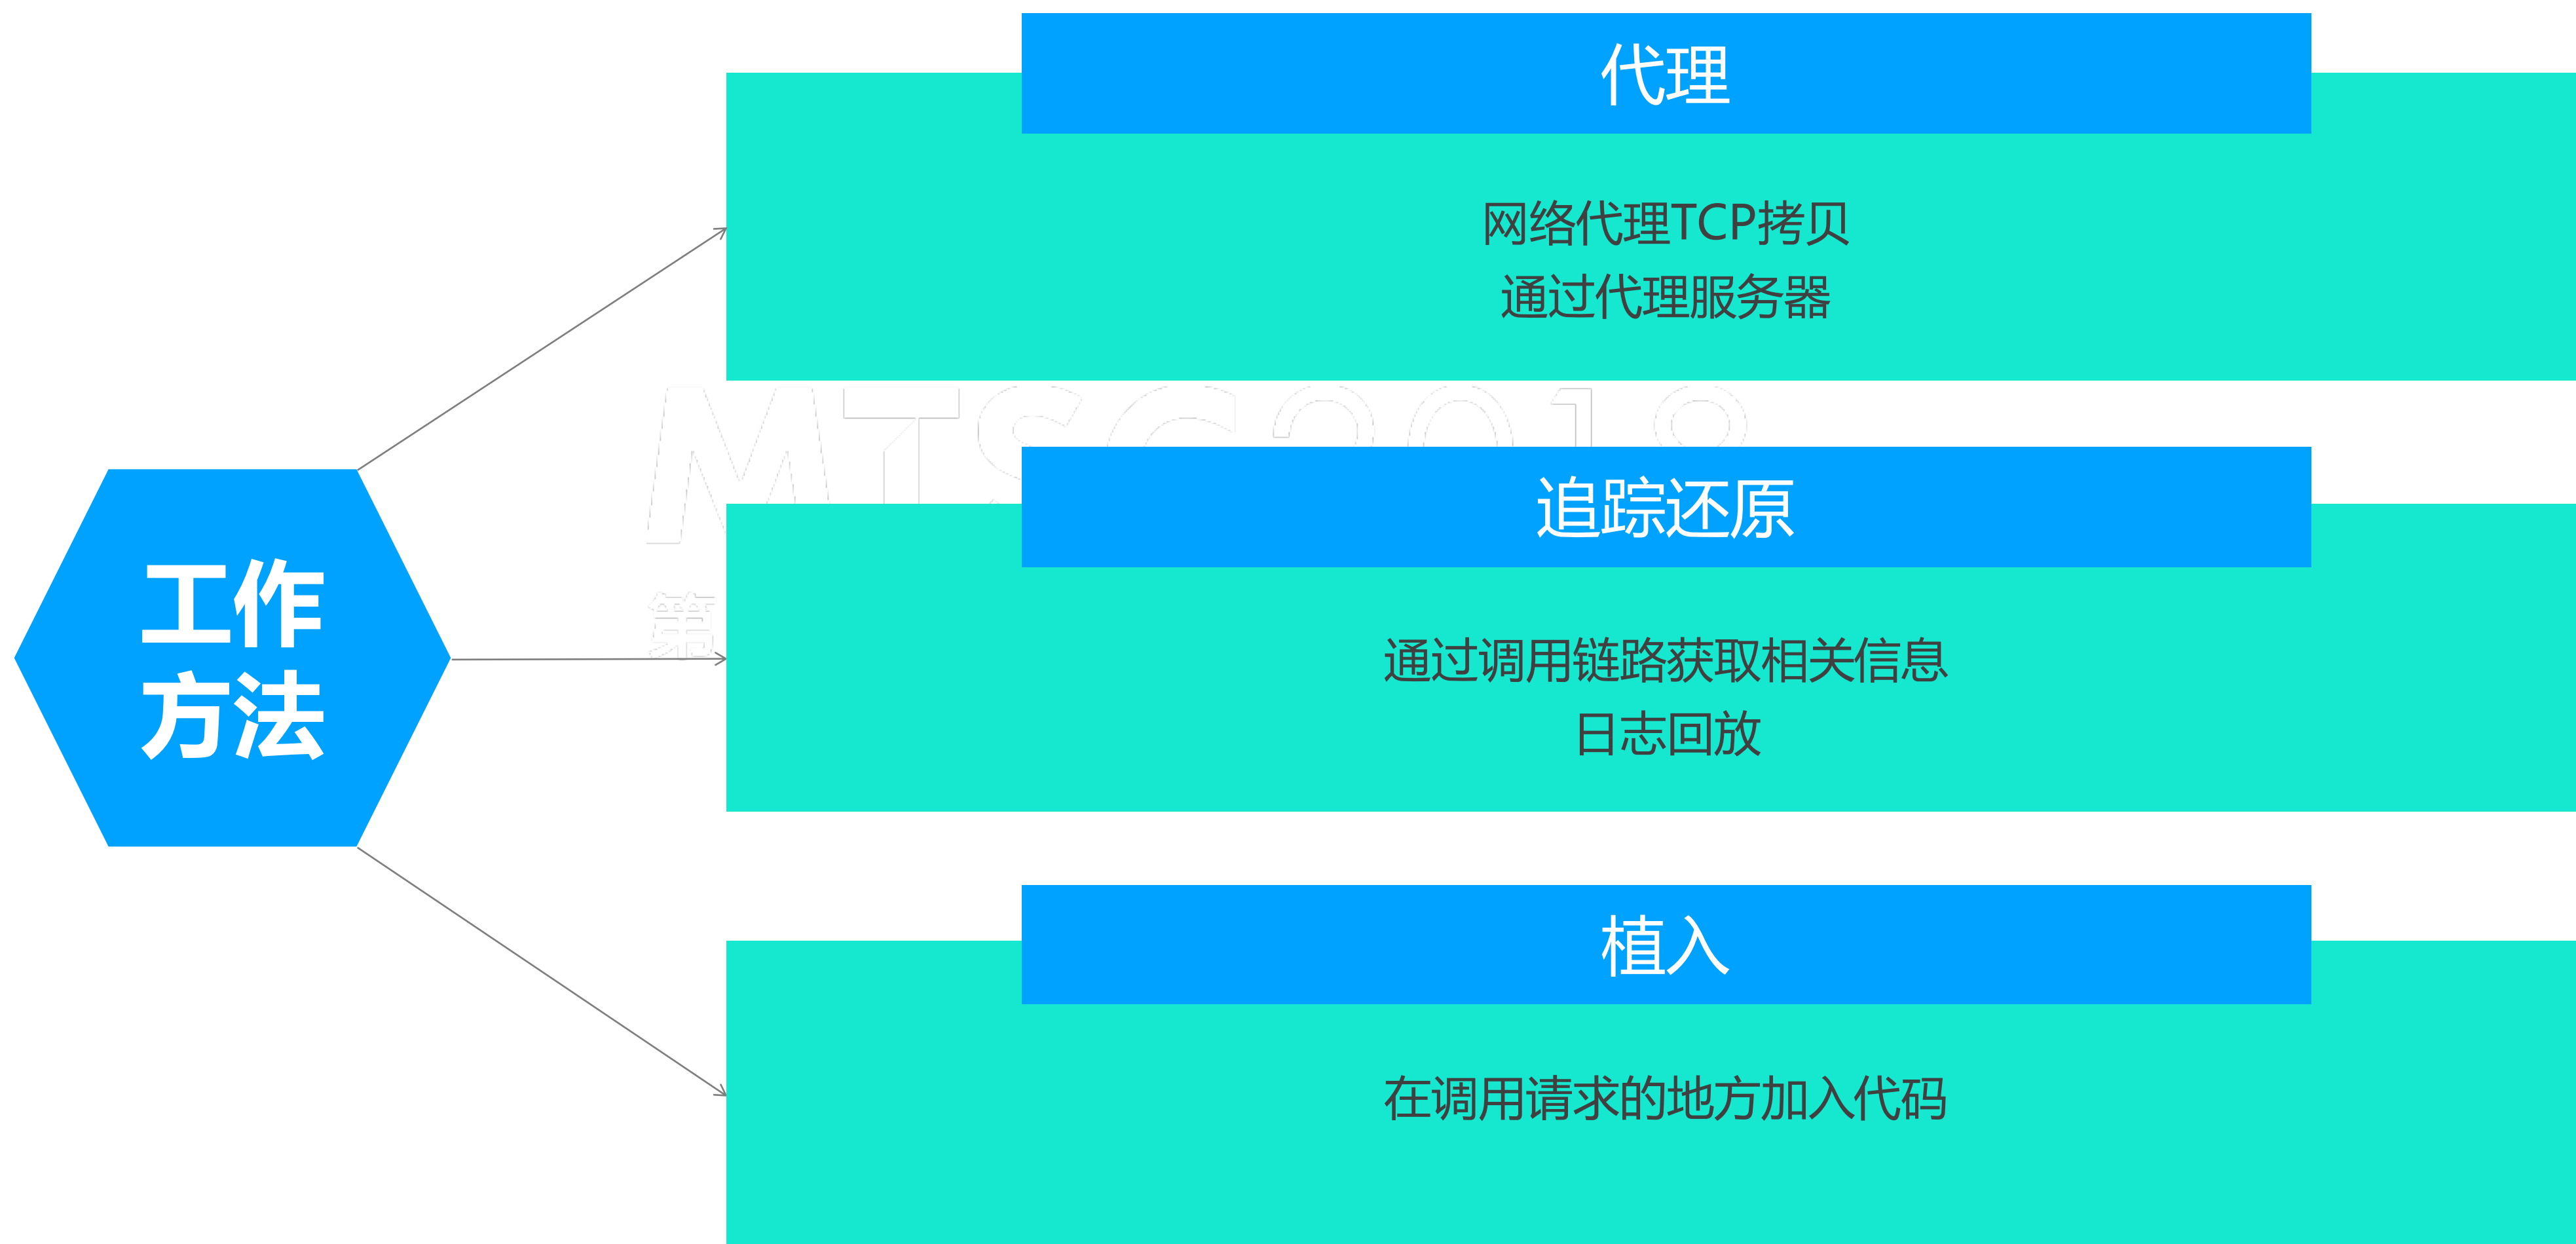 代理
网络代理TCP拷贝
通过代理服务器
MTSC2018
追踪还原
工作
方法
第
通过调用链路获取相关信息
日志回放
植入
在调用请求的地方加入代码